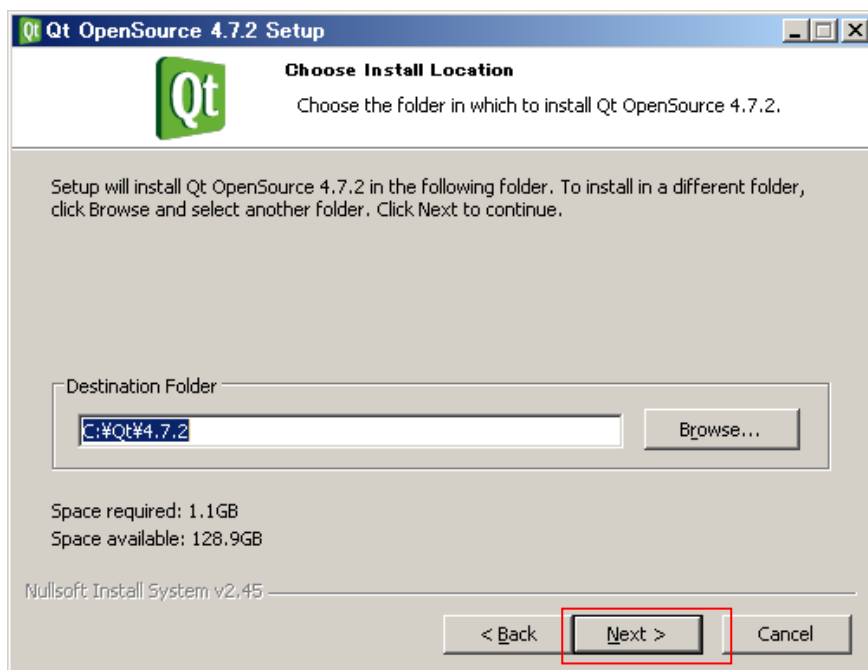 Qt OpenSource 4.7.2 Setup
Qt
Choose Install Location
Choose the folder in which to install Qt OpenSource 4.7.2.
Setup will install Qt OpenSource 4.7.2 in the following folder. To install in a different folder,
click Browse and select another folder. Click Next to continue.
Destination Folder
C:¥Qt¥4.7.2
Browse...
Space required: 1.1GB
Space available: 128.9GB
Nullsoft Install System v2.45
< Back
Next >
Cancel